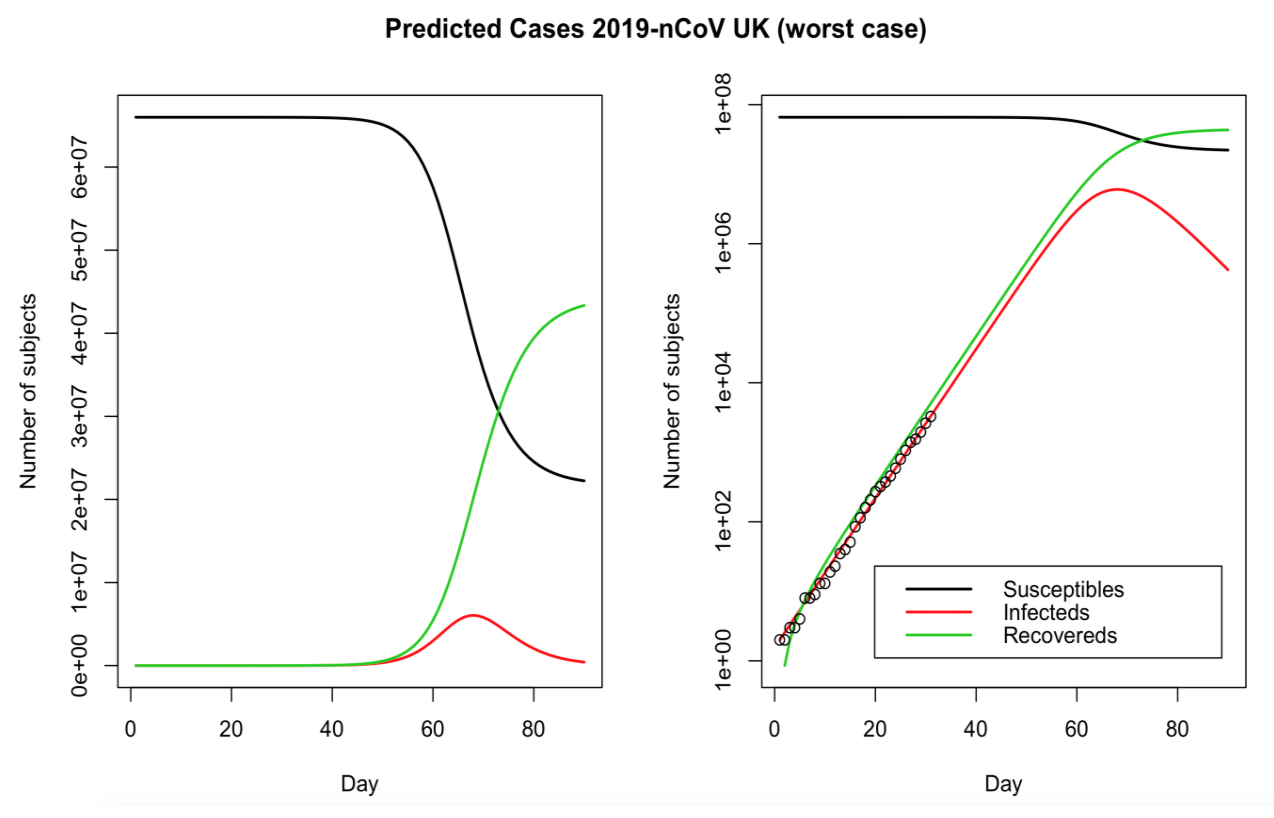 Predicted Cases 2019-nCoV UK (worst case)
Number of subjects
6e+07
5e+07
4e+07
3e+07
2e+07
1e+07
0e+00
0 20 40 60 80
Day
Number of subjects
1e+08
1e+06
1e+04
1e+02
1e+00
Susceptibles
Infecteds
Recovereds
0 20 40 60 80
Day